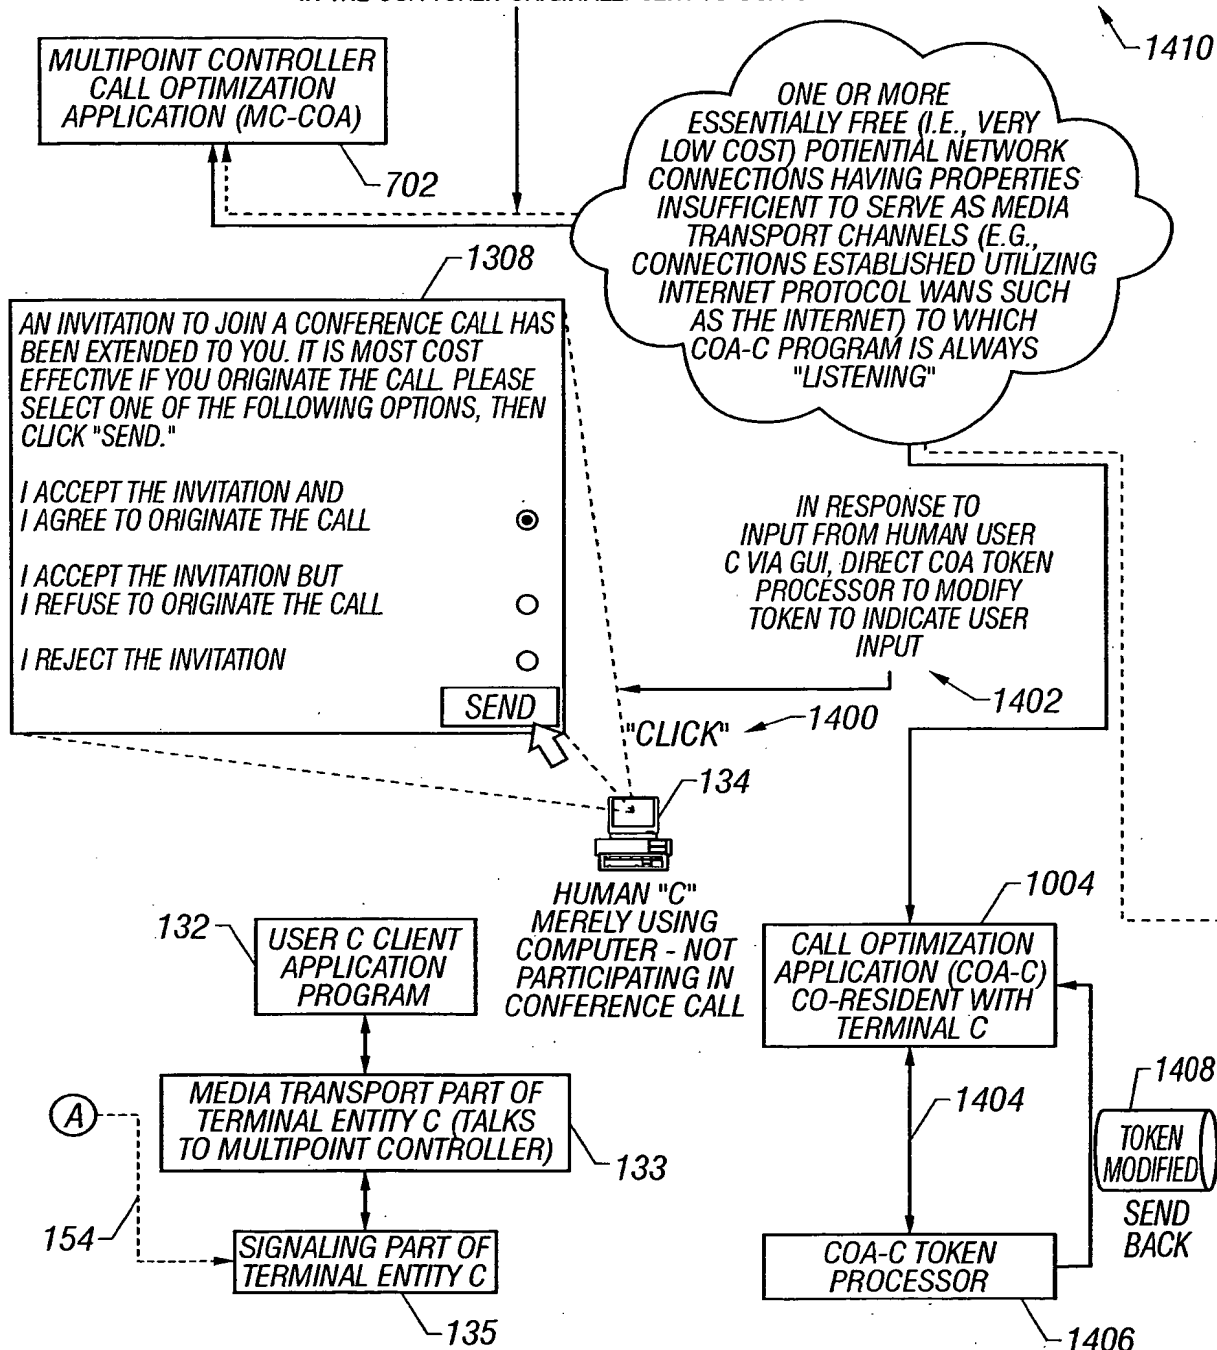 1410
MULTIPOINT CONTROLLER
CALL OPTIMIZATION
APPLICATION (MC-COA)
702
ONE OR MORE
ESSENTIALLY FREE (I.E., VERY
LOW COST) POTIENTIAL NETWORK
CONNECTIONS HAVING PROPERTIES
INSUFFICIENT TO SERVE AS MEDIA
TRANSPORT CHANNELS (E.G.,
CONNECTIONS ESTABLISHED UTILIZING
INTERNET PROTOCOL WANS SUCH
AS THE INTERNET) TO WHICH
COA-C PROGRAM IS ALWAYS
"LISTENING"
1308
AN INVITATION TO JOIN A CONFERENCE CALL HAS
BEEN EXTENDED TO YOU. IT IS MOST COST
EFFECTIVE IF YOU ORIGINATE THE CALL. PLEASE
SELECT ONE OF THE FOLLOWING OPTIONS, THEN
CLICK "SEND."
I ACCEPT THE INVITATION AND
I AGREE TO ORIGINATE THE CALL
I ACCEPT THE INVITATION BUT
I REFUSE TO ORIGINATE THE CALL
I REJECT THE INVITATION
SEND
IN RESPONSE TO
INPUT FROM HUMAN USER
C VIA GUI, DIRECT COA TOKEN
PROCESSOR TO MODIFY
TOKEN TO INDICATE USER
INPUT
1402
"CLICK"
1400
134
HUMAN "C"
MERELY USING
COMPUTER - NOT
PARTICIPATING IN
CONFERENCE CALL
132
USER C CLIENT
APPLICATION
PROGRAM
1004
CALL OPTIMIZATION
APPLICATION (COA-C)
CO-RESIDENT WITH
TERMINAL C
A
MEDIA TRANSPORT PART OF
TERMINAL ENTITY C (TALKS
TO MULTIPOINT CONTROLLER)
133
1404
1408
TOKEN
MODIFIED
SEND
BACK
154
SIGNALING PART OF
TERMINAL ENTITY C
135
COA-C TOKEN
PROCESSOR
1406